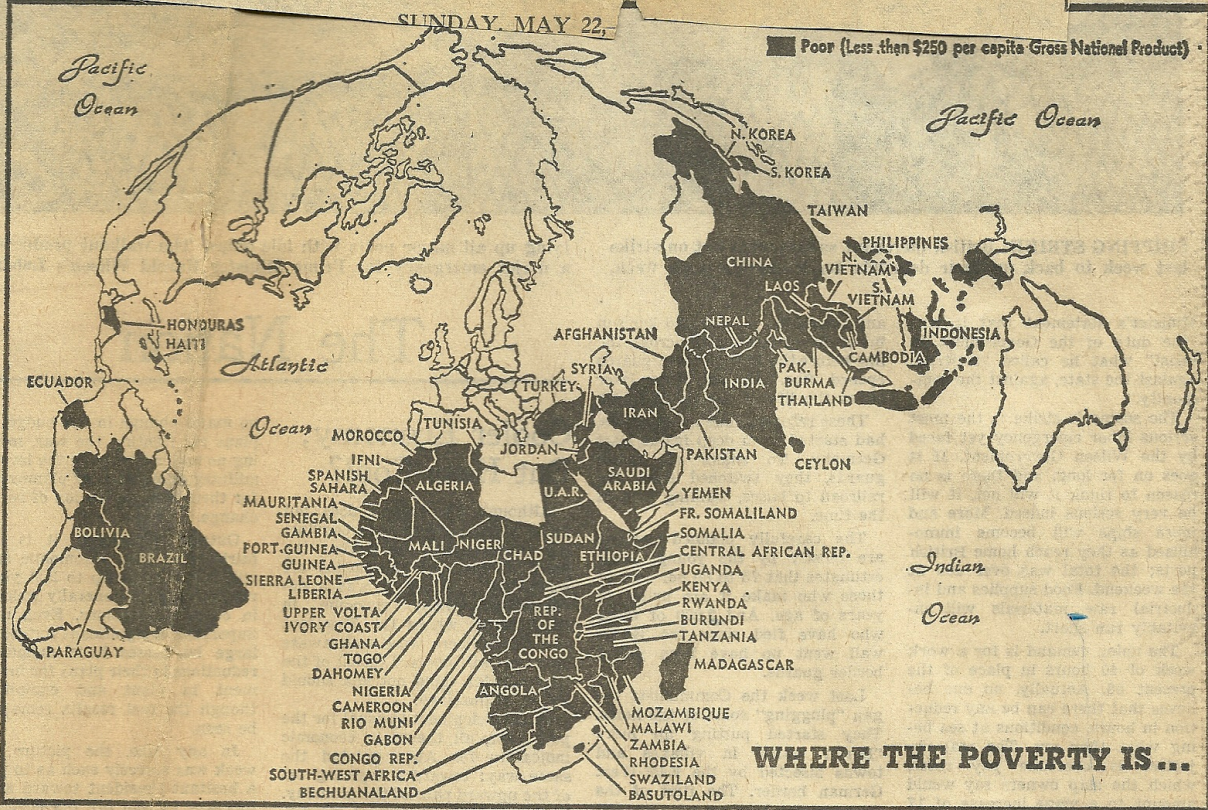 SUNDAY, MAY 22,
Poor (Less than $250 per capita Gross National Product)
Pacific
Ocean
Pacific Ocean
N. KOREA
S. KOREA
TAIWAN
PHILIPPINES
CHINA
N.
VIETNAM
LAOS
S.
VIETNAM
HONDURAS
HAITI
NEPAL
AFGHANISTAN
INDONESIA
Atlantic
Ocean
SYRIA
CAMBODIA
PAK.
BURMA
THAILAND
ECUADOR
TURKEY
INDIA
IRAN
TUNISIA
MOROCCO
JORDAN
PAKISTAN
CEYLON
IFNI
SPANISH
SAHARA
ALGERIA
U.A.R.
SAUDI
ARABIA
MAURITANIA
SENEGAL
GAMBIA
PORT. GUINEA
GUINEA
SIERRA LEONE
LIBERIA
UPPER VOLTA
IVORY COAST
GHANA
TOGO
DAHOMEY
NIGERIA
CAMEROON
RIO MUNI
GABON
CONGO REP.
SOUTH-WEST AFRICA
BECHUANALAND
MALI
NIGER
CHAD
SUDAN
ETHIOPIA
REP.
OF
THE
CONGO
ANGOLA
YEMEN
FR. SOMALILAND
SOMALIA
CENTRAL AFRICAN REP.
UGANDA
KENYA
RWANDA
BURUNDI
TANZANIA
MADAGASCAR
MOZAMBIQUE
MALAWI
ZAMBIA
RHODESIA
SWAZILAND
BASUTOLAND
BOLIVIA
BRAZIL
PARAGUAY
Indian
Ocean
WHERE THE POVERTY IS...